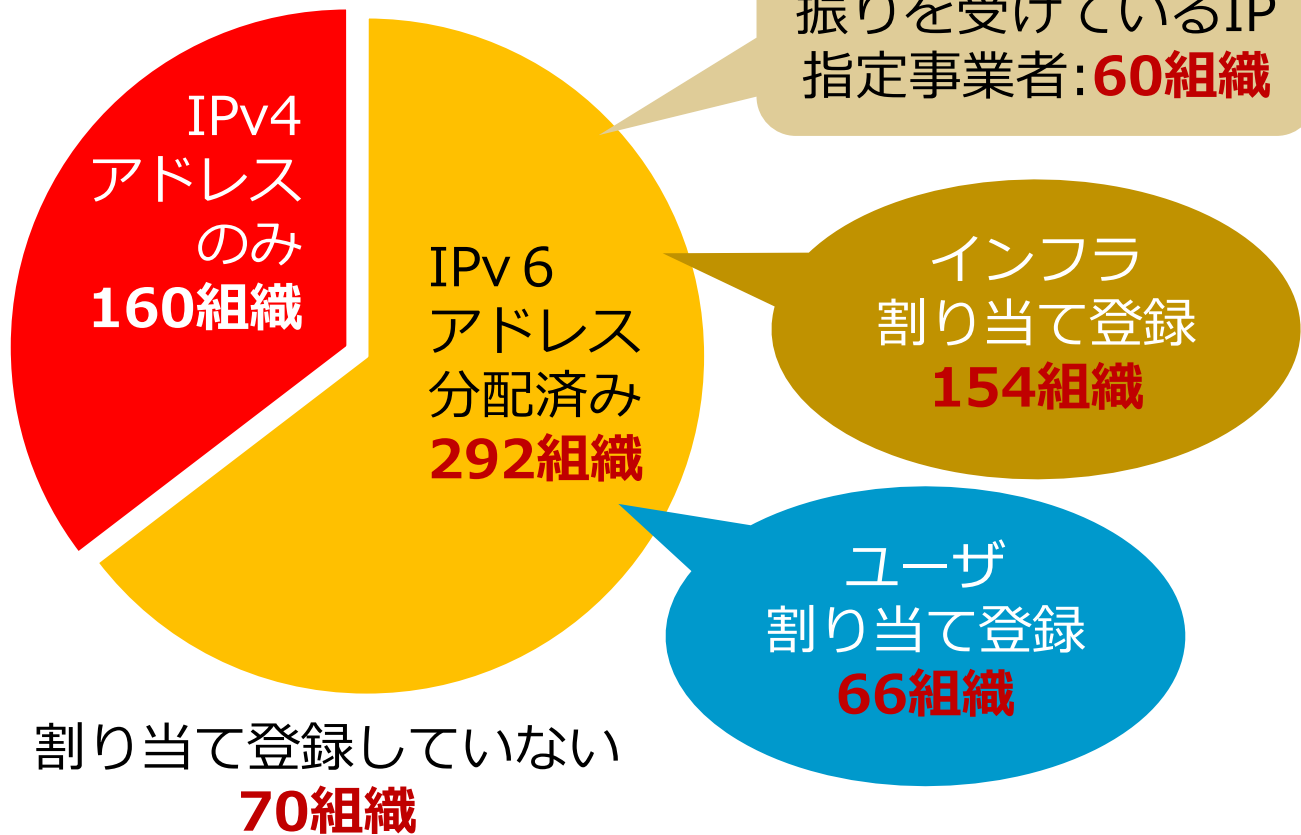 振りを受けているIP
指定事業者:60組織
IPv4
アドレス
のみ
160組織
IPv６
アドレス
分配済み
292組織
インフラ
割り当て登録
154組織
ユーザ
割り当て登録
66組織
割り当て登録していない
70組織